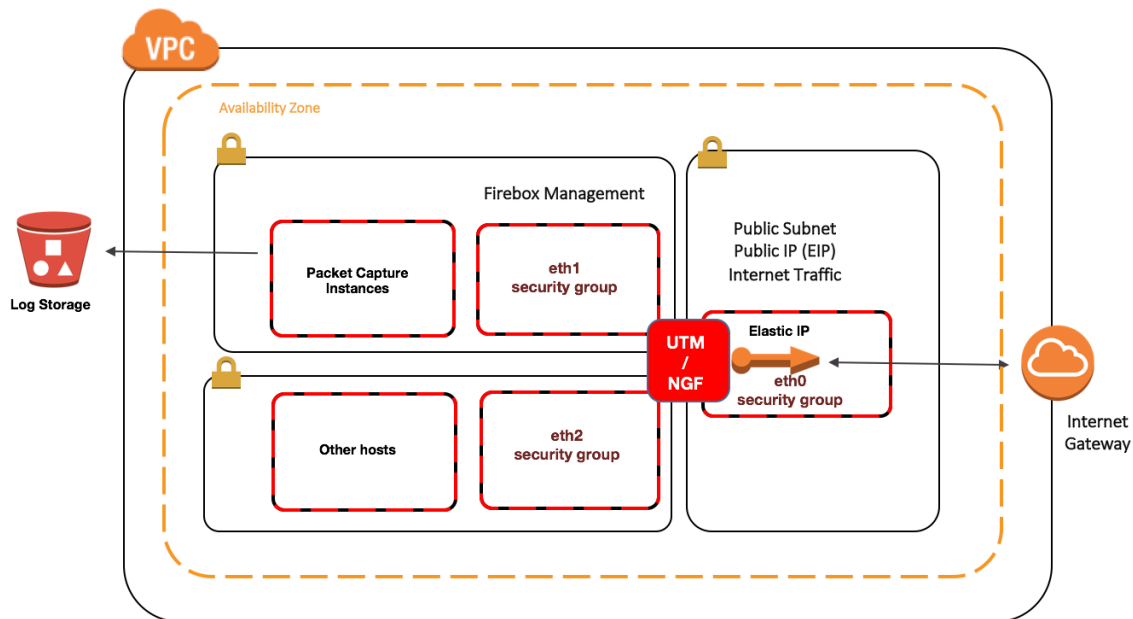 VPC
Availability Zone
Firebox Management
Packet Capture
Instances
eth1
security group
Public Subnet
Public IP (EIP)
Internet Traffic
Log Storage
UTM
/
NGF
Elastic IP
eth0
security group
Other hosts
eth2
security group
Internet
Gateway